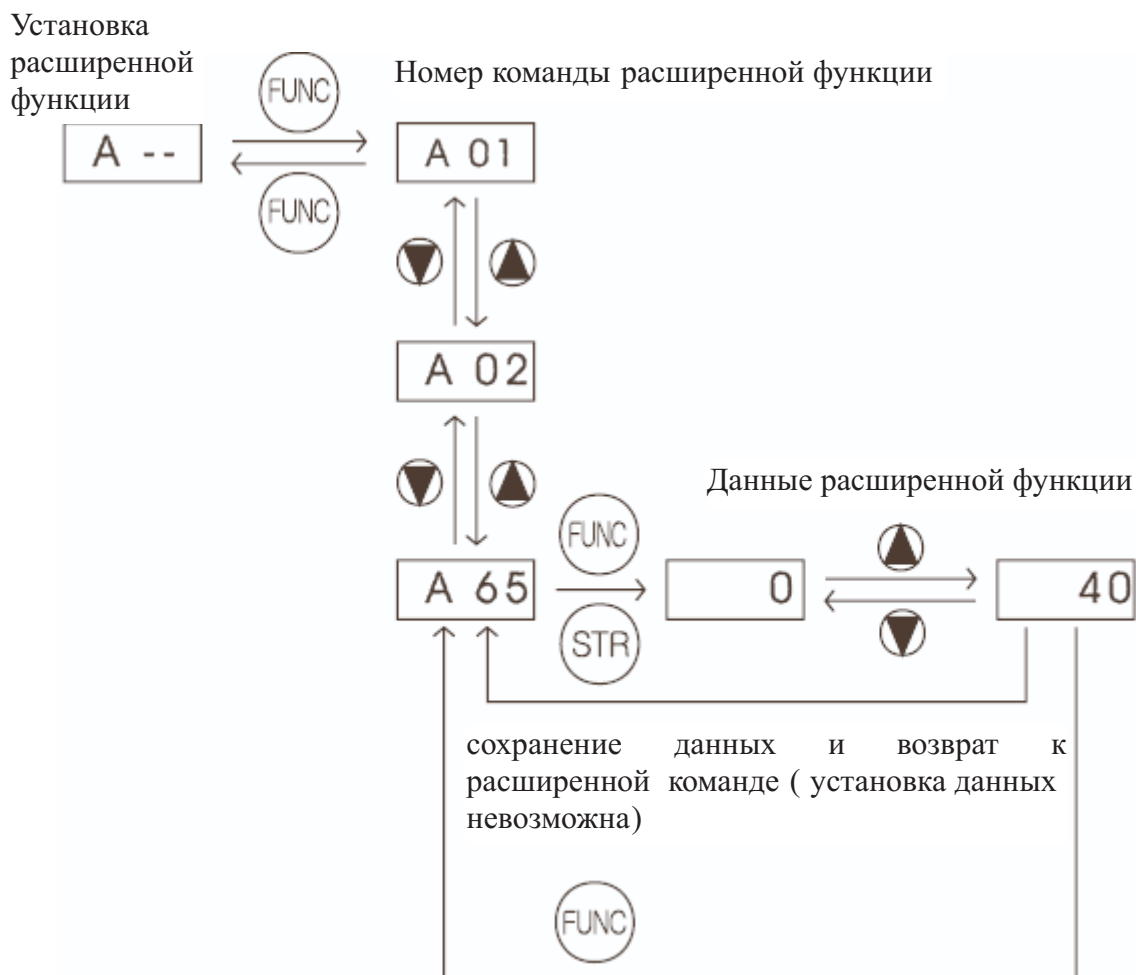 Установка
расширенной
функции
FUNC
Номер команды расширенной функции
A --
A 01
FUNC
A 02
Данные расширенной функции
FUNC
A 65
0
40
STR
сохранение данных и возврат к
расширенной команде ( установка данных
невозможна)
FUNC